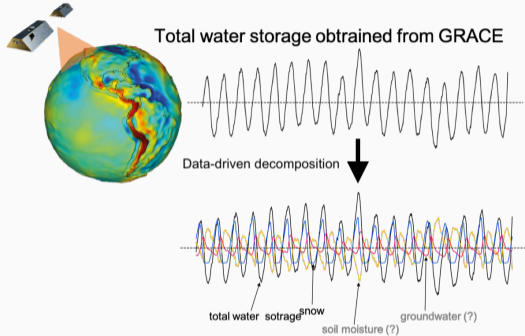 Total water storage obtrained from GRACE
Data-driven decomposition
total water sotrage
snow
soil moisture (?)
groundwater (?)